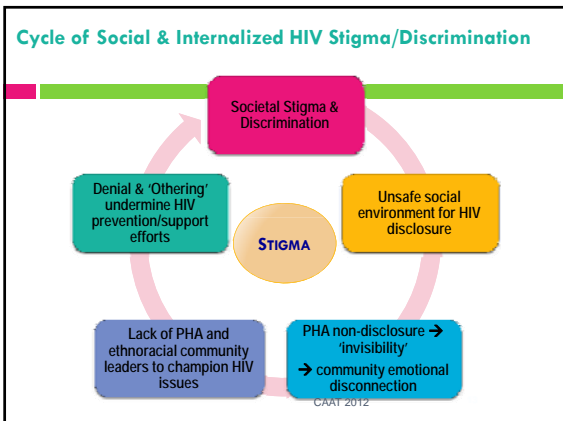 Cycle of Social & Internalized HIV Stigma/Discrimination
Societal Stigma &
Discrimination
Unsafe social
environment for HIV
disclosure
PHA non-disclosure →
‘invisibility’
→ community emotional
disconnection
Lack of PHA and
ethnoracial community
leaders to champion HIV
issues
Denial & ‘Othering’
undermine HIV
prevention/support
efforts
STIGMA
CAAT 2012